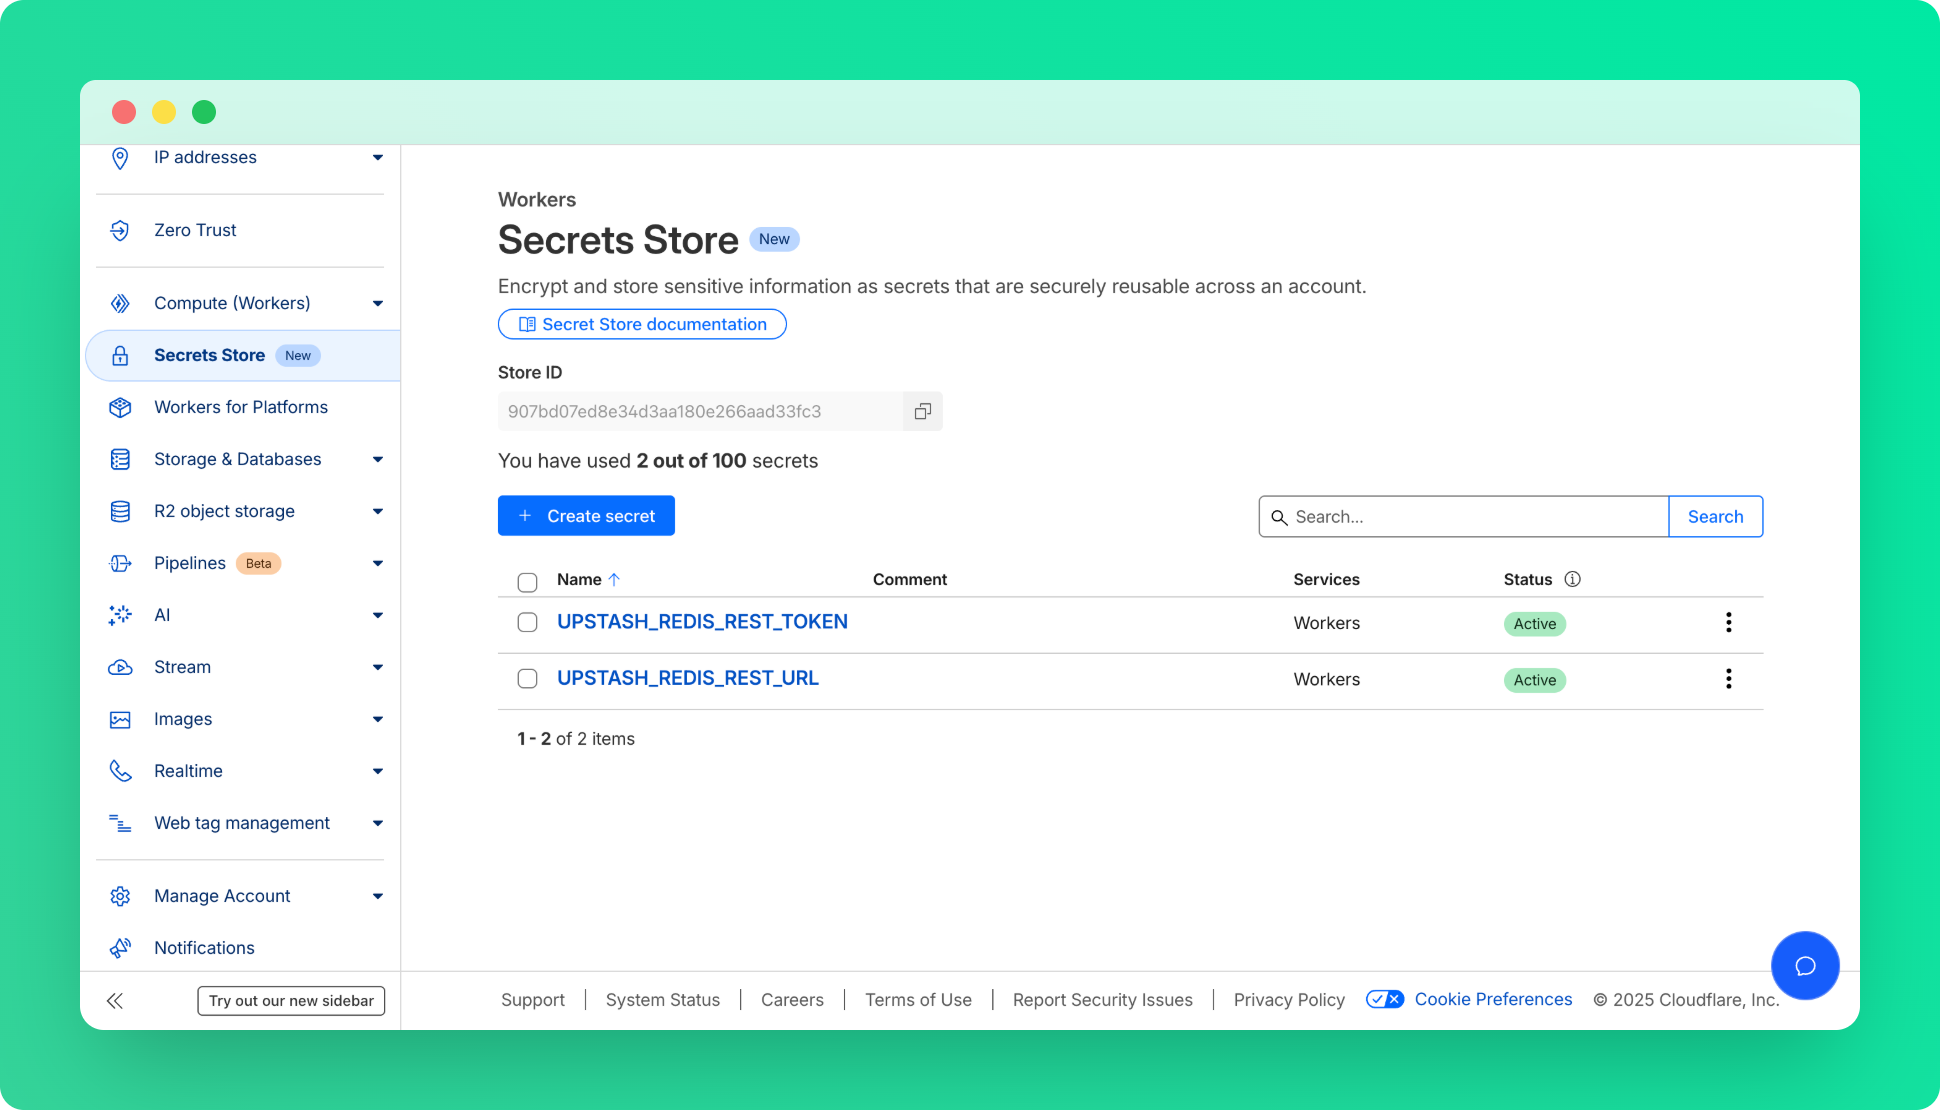 IP addresses
Zero Trust
Compute (Workers)
Secrets Store New
Workers for Platforms
Storage & Databases
R2 object storage
Pipelines Beta
AI
Stream
Images
Realtime
Web tag management
Manage Account
Notifications
Try out our new sidebar
Workers
Secrets Store New
Encrypt and store sensitive information as secrets that are securely reusable across an account.
Secret Store documentation
Store ID
907bd07ed8e34d3aa180e266aad33fc3
You have used 2 out of 100 secrets
+ Create secret
Search...
Search
Name Comment Services Status
UPSTASH_REDIS_REST_TOKEN Workers Active
UPSTASH_REDIS_REST_URL Workers Active
1 - 2 of 2 items
Support | System Status | Careers | Terms of Use | Report Security Issues | Privacy Policy Cookie Preferences © 2025 Cloudflare, Inc.